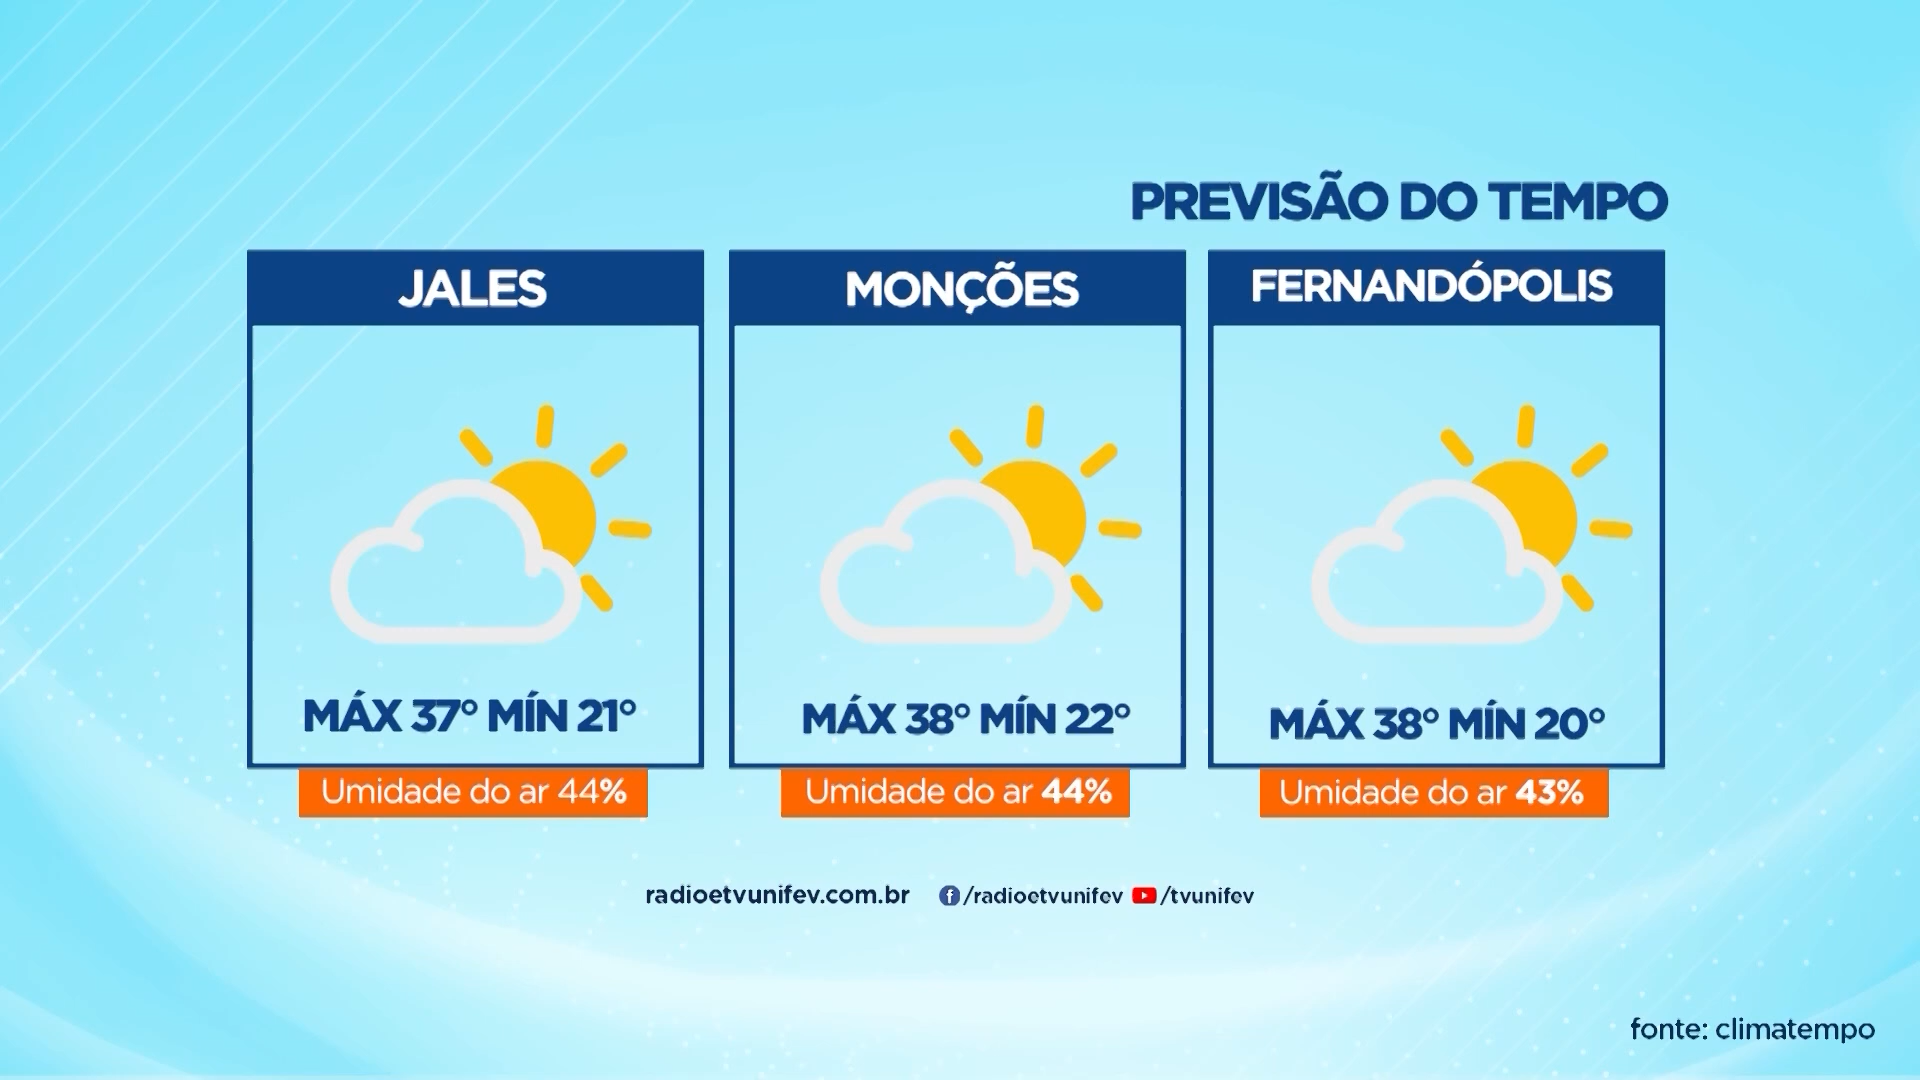 PREVISÃO DO TEMPO
JALES
MÁX 37° MÍN 21°
Umidade do ar 44%
MONÇÕES
MÁX 38° MÍN 22°
Umidade do ar 44%
FERNANDÓPOLIS
MÁX 38° MÍN 20°
Umidade do ar 43%
radioetvunifev.com.br /radioetvunifev /tvunifev
fonte: climatempo